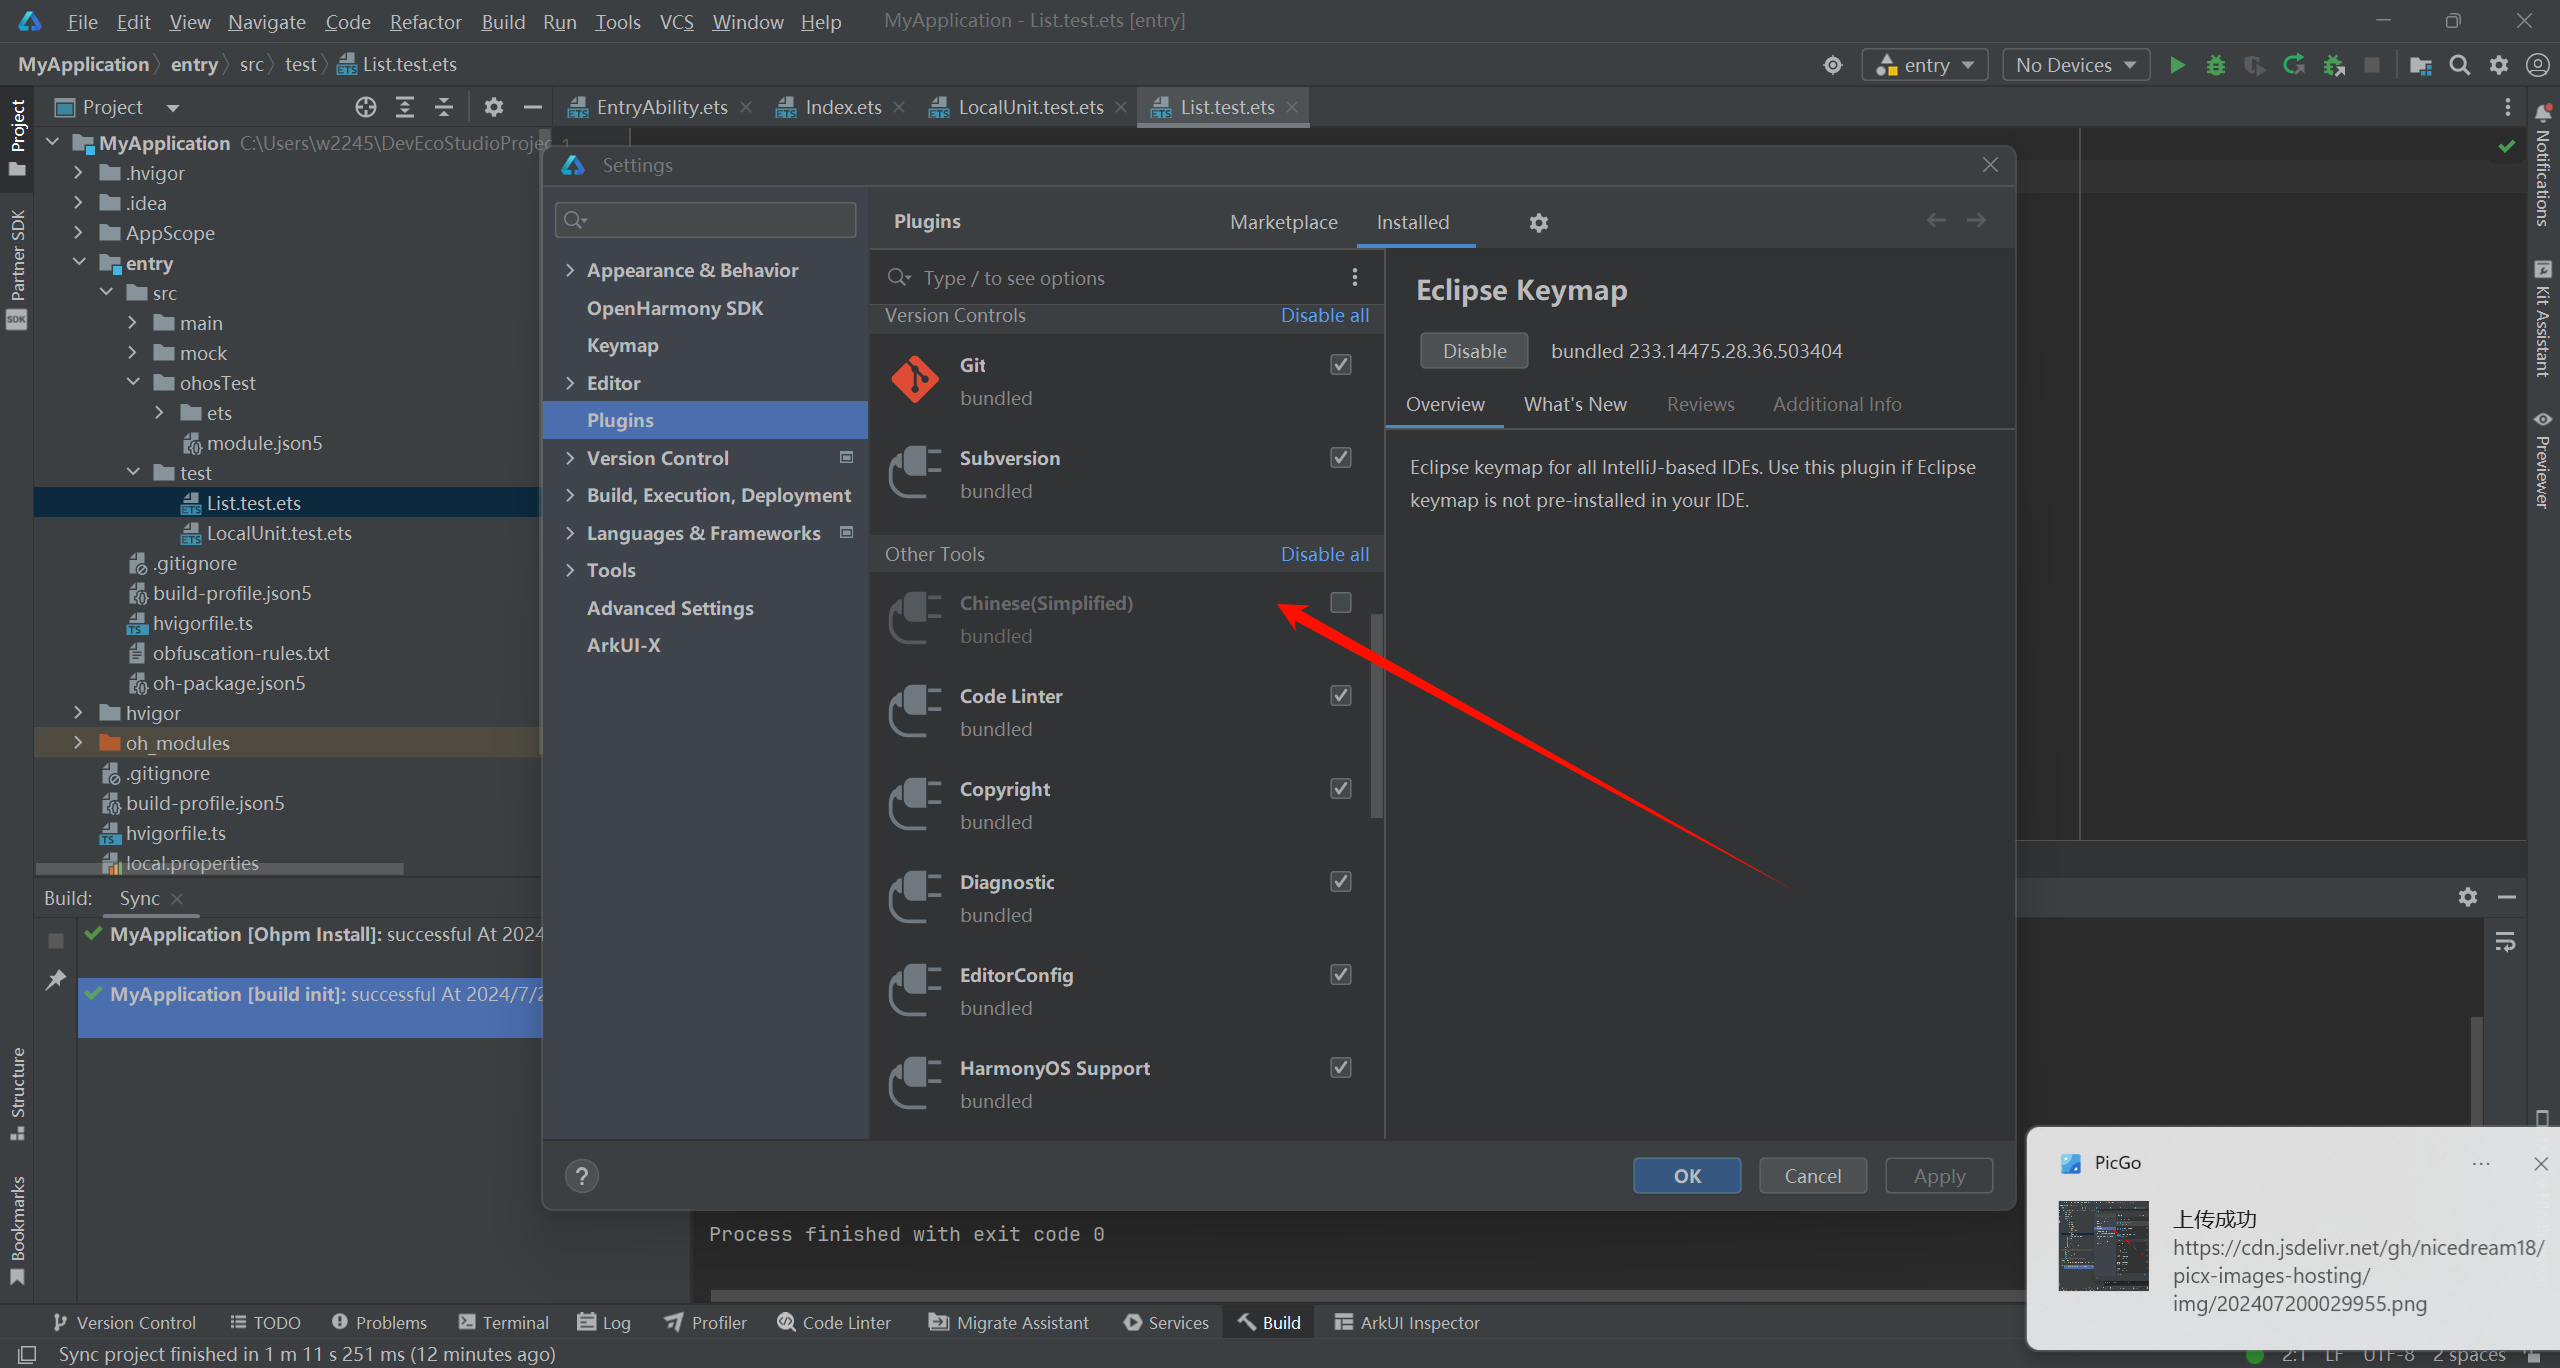 File Edit View Navigate Code Refactor Build Run Tools VCS Window Help MyApplication - List.test.ets [entry]
MyApplication entry src test List.test.ets entry No Devices
Project EntryAbility.ets Index.ets LocalUnit.test.ets List.test.ets
Project
Partner SDK
SDK
Structure
Bookmarks
MyApplication C:\Users\w2245\DevEcoStudioProjec
.hvigor
.idea
AppScope
entry
src
main
mock
ohosTest
ets
module.json5
test
List.test.ets
LocalUnit.test.ets
.gitignore
build-profile.json5
hvigorfile.ts
obfuscation-rules.txt
oh-package.json5
hvigor
oh_modules
.gitignore
build-profile.json5
hvigorfile.ts
local.properties
1
Settings
Appearance & Behavior
OpenHarmony SDK
Keymap
Editor
Plugins
Version Control
Build, Execution, Deployment
Languages & Frameworks
Tools
Advanced Settings
ArkUI-X
Plugins Marketplace Installed
Type / to see options
Version Controls Disable all
Git
bundled
Subversion
bundled
Other Tools Disable all
Chinese(Simplified)
bundled
Code Linter
bundled
Copyright
bundled
Diagnostic
bundled
EditorConfig
bundled
HarmonyOS Support
bundled
Eclipse Keymap
Disable bundled 233.14475.28.36.503404
Overview What's New Reviews Additional Info
Eclipse keymap for all IntelliJ-based IDEs. Use this plugin if Eclipse
keymap is not pre-installed in your IDE.
? OK Cancel Apply
Notifications
Kit Assistant
Previewer
Build: Sync
MyApplication [Ohpm Install]: successful At 2024
MyApplication [build init]: successful At 2024/7/2
Process finished with exit code 0
PicGo
上传成功
https://cdn.jsdelivr.net/gh/nicedream18/
picx-images-hosting/
img/202407200029955.png
Version Control TODO Problems Terminal Log Profiler Code Linter Migrate Assistant Services Build ArkUI Inspector
Sync project finished in 1 m 11 s 251 ms (12 minutes ago) 2:1 LF UTF-8 2 spaces